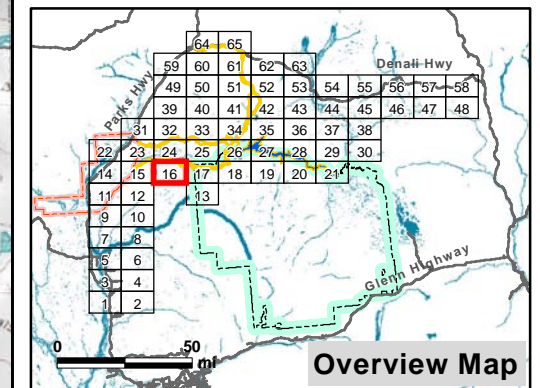 64 65
59 60 61 62 63
Denali Hwy
Parks Hwy
49 50 51 52 53 54 55 56 57 58
39 40 41 42 43 44 45 46 47 48
31 32 33 34 35 36 37 38
22 23 24 25 26 27 28 29 30
14 15 16 17 18 19 20 21
11 12 13
9 10
7 8
5 6
3 4
1 2
Glenn Highway
0 50
mi
Overview Map